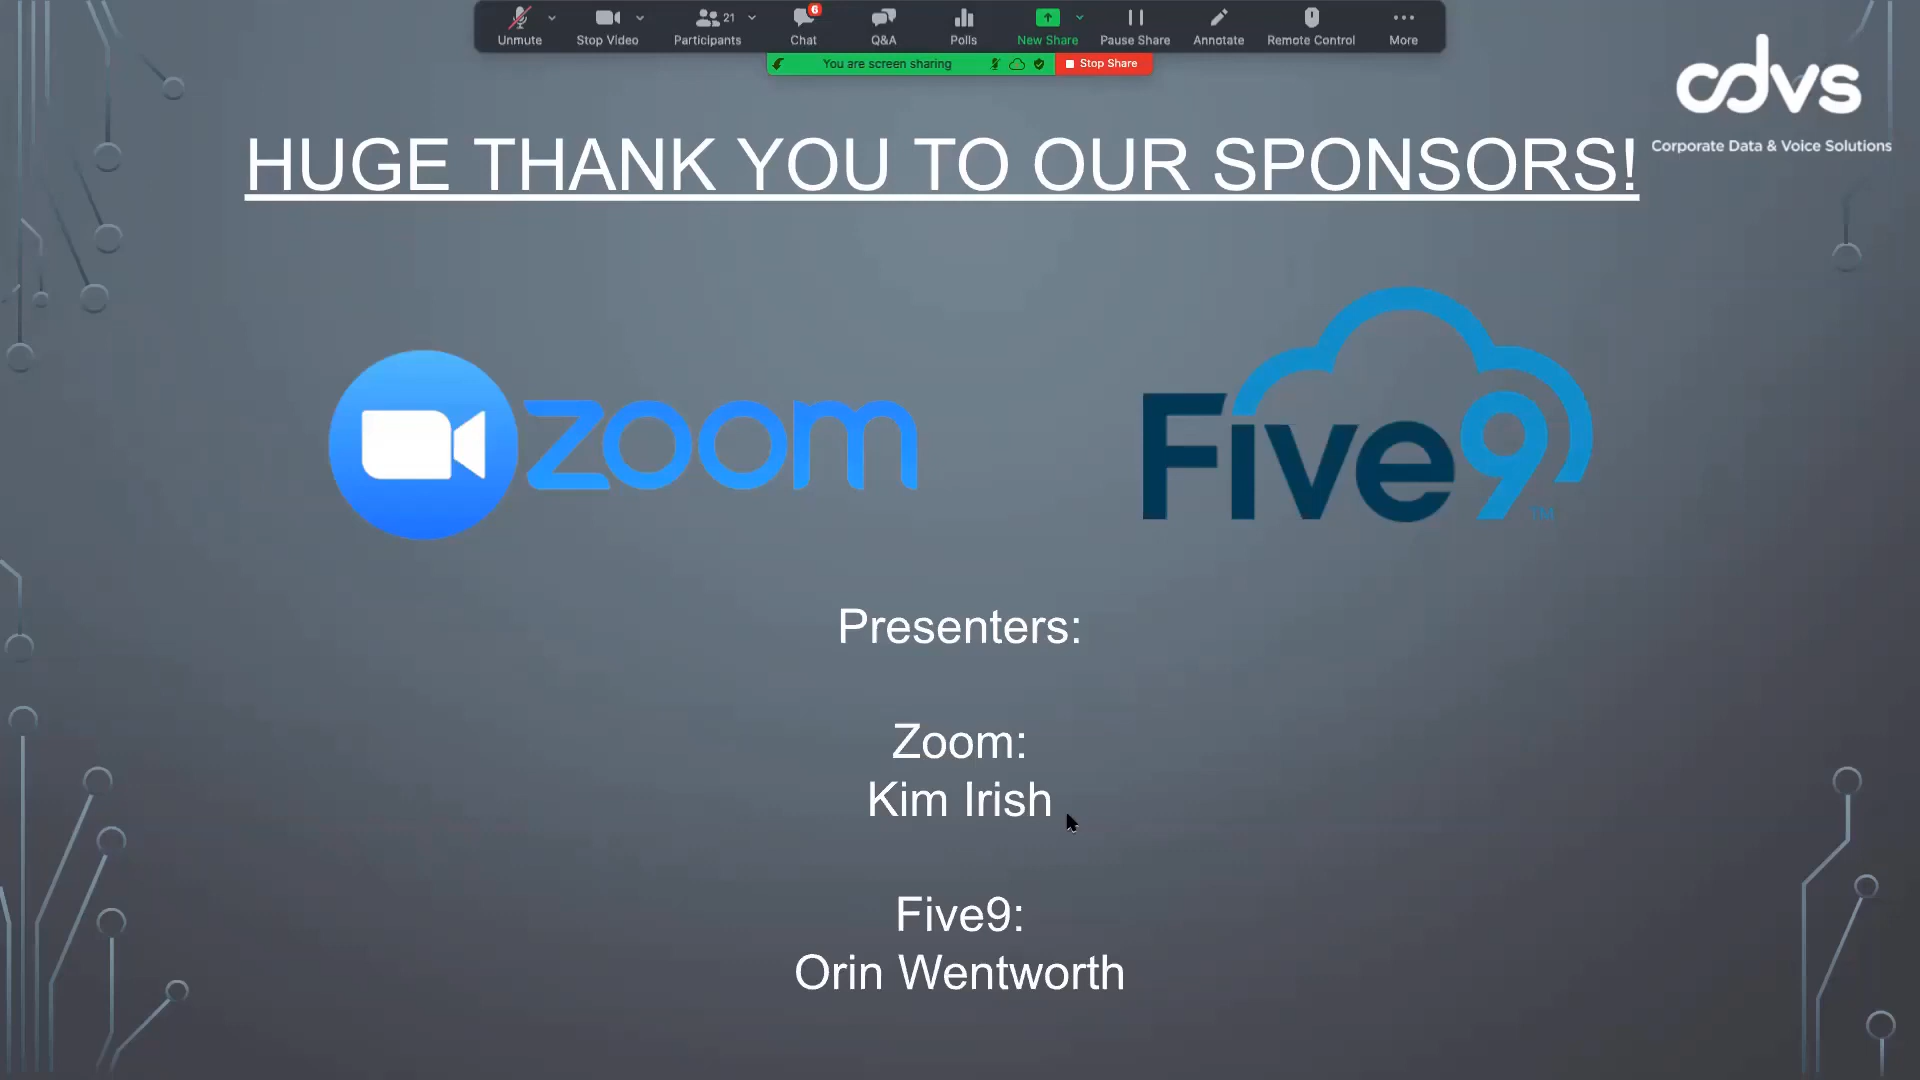 Unmute
Stop Video
21
Participants
6
Chat
Q&A
Polls
New Share
Pause Share
Annotate
Remote Control
More
You are screen sharing
Stop Share
cdvs
Corporate Data & Voice Solutions
HUGE THANK YOU TO OUR SPONSORS!
zoom
Five9
TM
Presenters:
Zoom:
Kim Irish
Five9:
Orin Wentworth